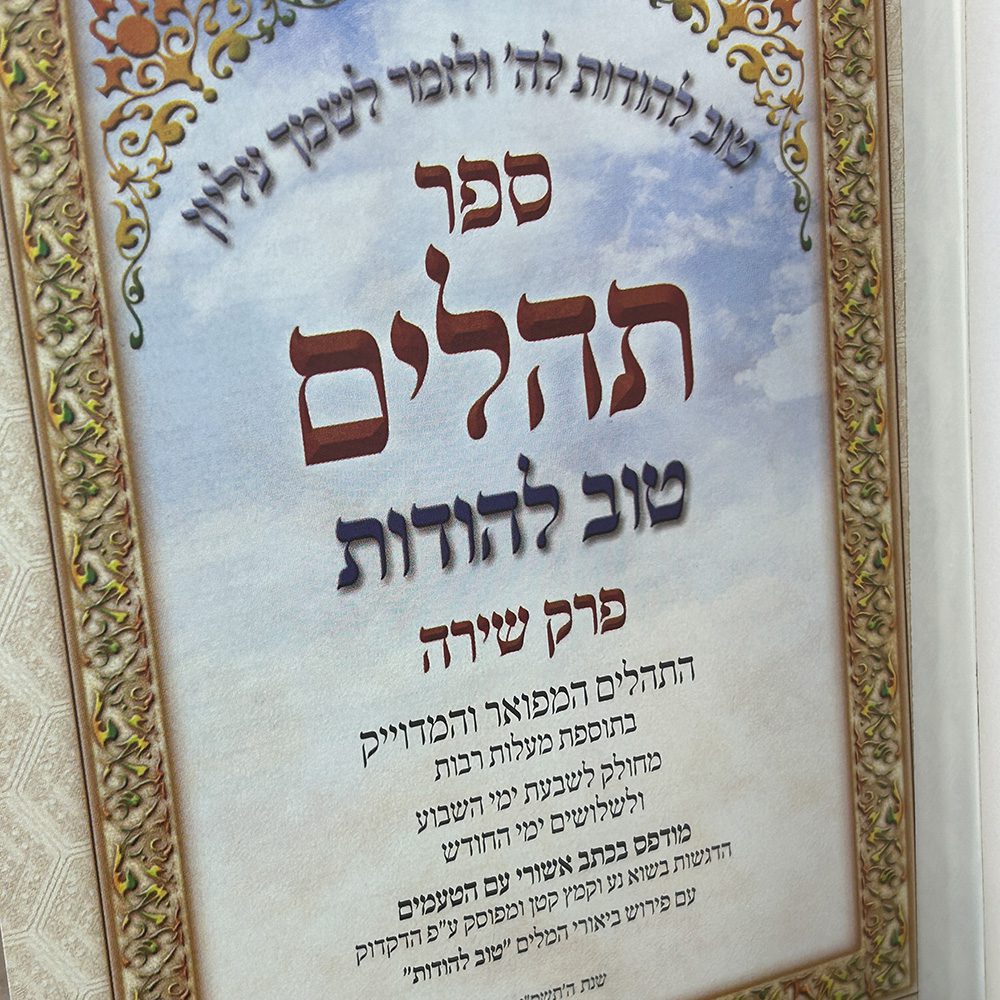 טוב להודות לה' ולזמר לשמך עליון
ספר
תהלים
טוב להודות
פרק שירה
התהלים המפואר והמדוייק
בתוספת מעלות רבות
מחולק לשבעת ימי השבוע
ולשלושים ימי החודש
מודפס בכתב אשורי עם הטעמים
הדגשות בשוא נע וקמץ קטן ומפוסק ע"פ הדקדוק
עם פירוש ביאורי המלים "טוב להודות"
שנת